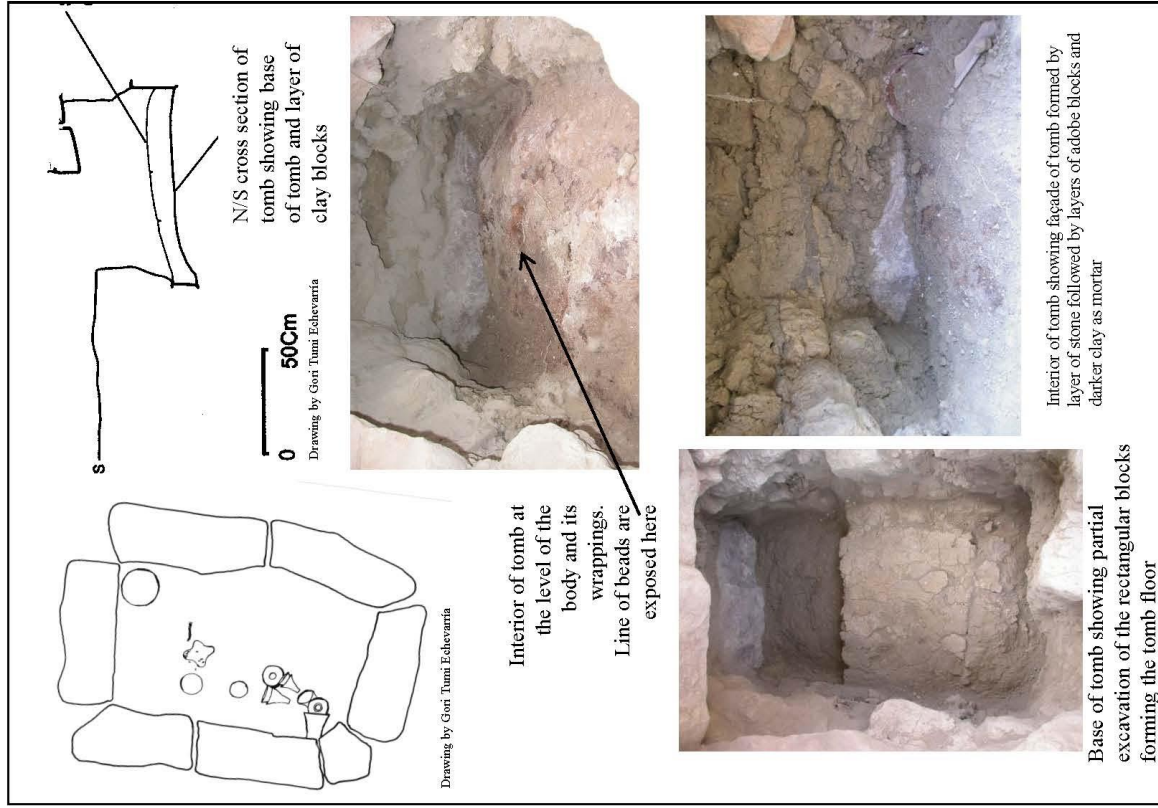 S
0 50Cm
Drawing by Gori Tumi Echevarría
N/S cross section of
tomb showing base
of tomb and layer of
clay blocks
Drawing by Gori Tumi Echevarría
Interior of tomb at
the level of the
body and its
wrappings.
Line of beads are
exposed here
Interior of tomb showing façade of tomb formed by
layer of stone followed by layers of adobe blocks and
darker clay as mortar
Base of tomb showing partial
excavation of the rectangular blocks
forming the tomb floor